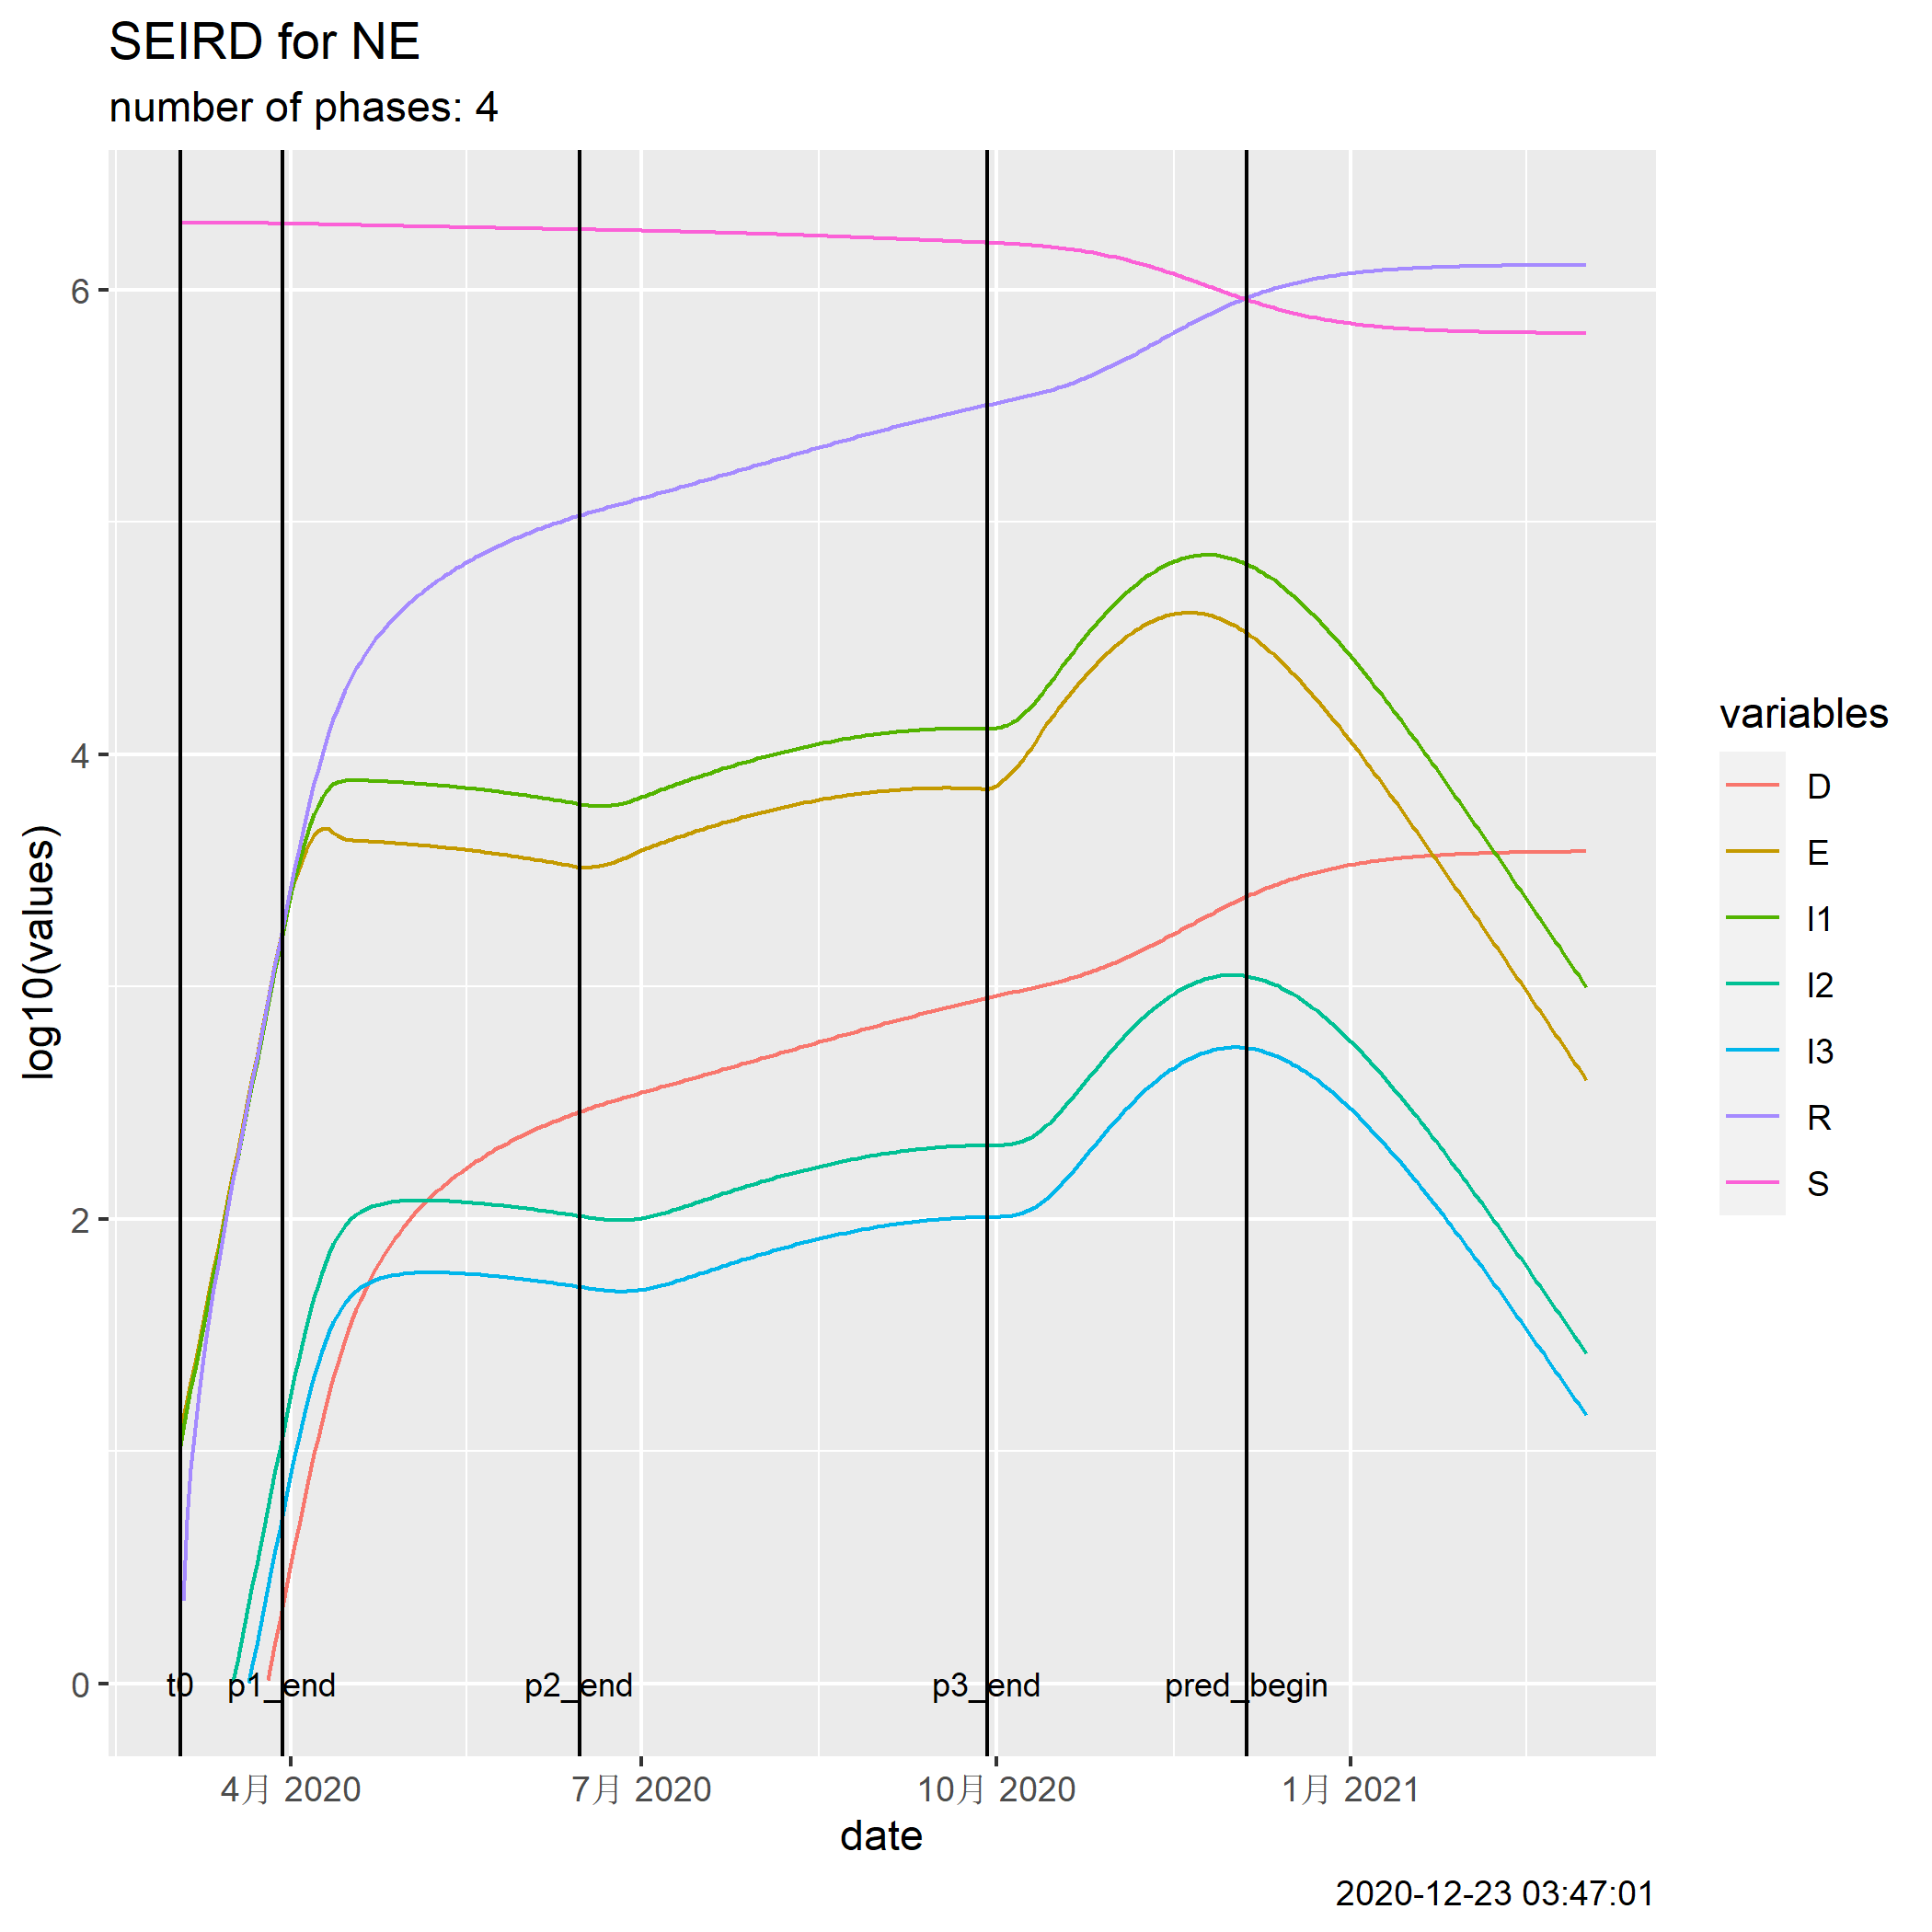 SEIRD for NE
number of phases: 4
log10(values)
6
4
2
0
t0
p1_end
p2_end
p3_end
pred_begin
4月 2020
7月 2020
10月 2020
1月 2021
date
variables
D
E
I1
I2
I3
R
S
2020-12-23 03:47:01